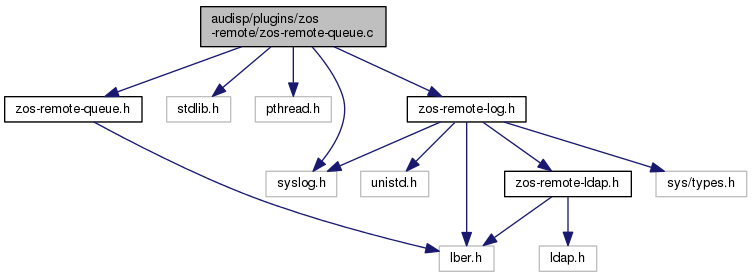 audisp/plugins/zos
-remote/zos-remote-queue.c
zos-remote-queue.h
stdlib.h
pthread.h
zos-remote-log.h
syslog.h
unistd.h
zos-remote-ldap.h
sys/types.h
lber.h
ldap.h